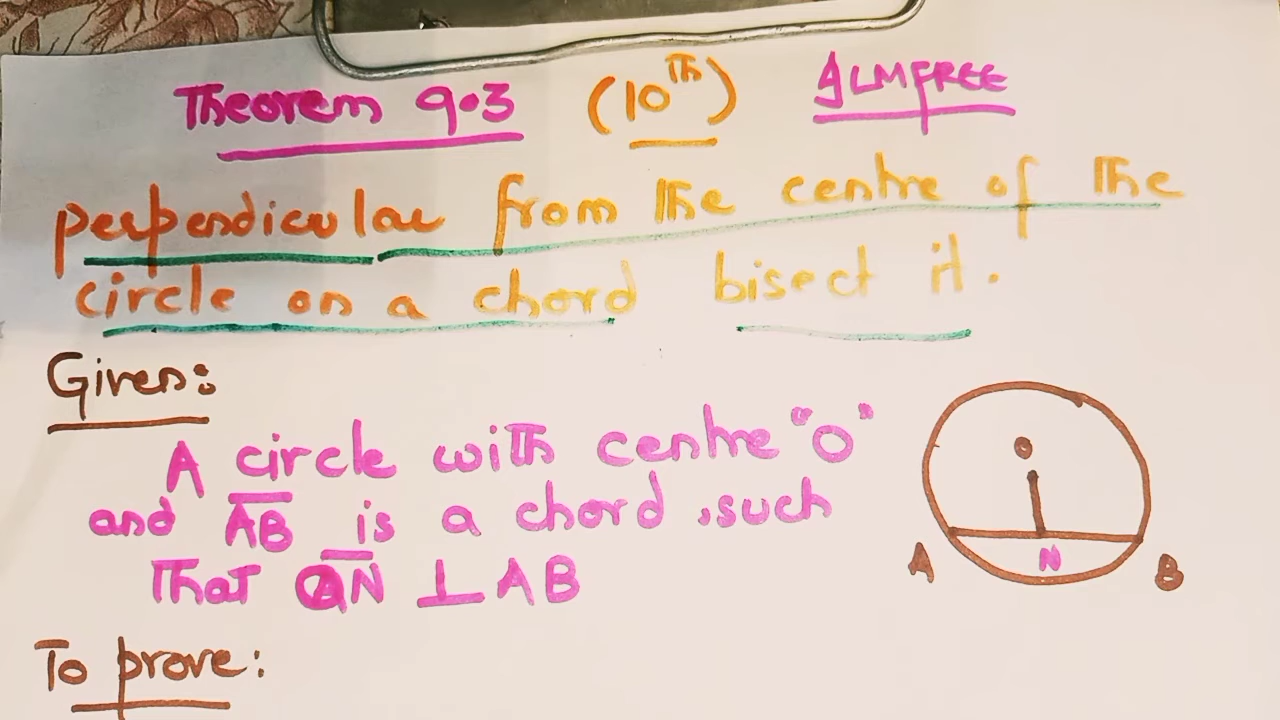 Theorem 9.3 (10th) ILMFREE
perpendicular from the centre of the
circle on a chord bisect it.
Given:
A circle with centre "O"
and AB is a chord, such
that ON ⊥ AB
O
N
A
B
To prove: